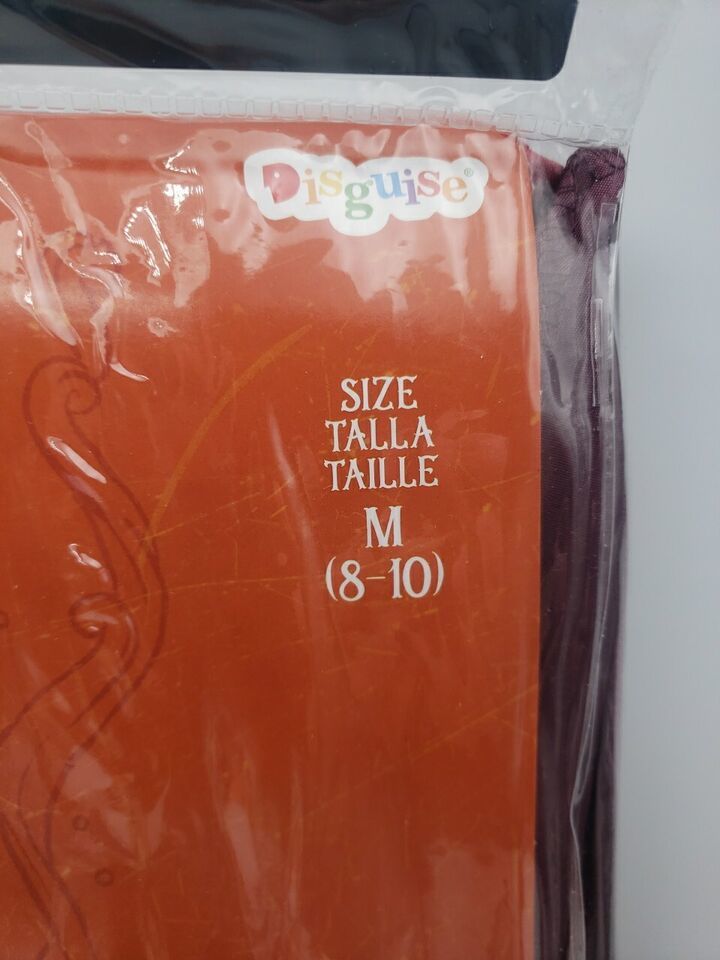 Disguise®
SIZE
TALLA
TAILLE
M
(8-10)